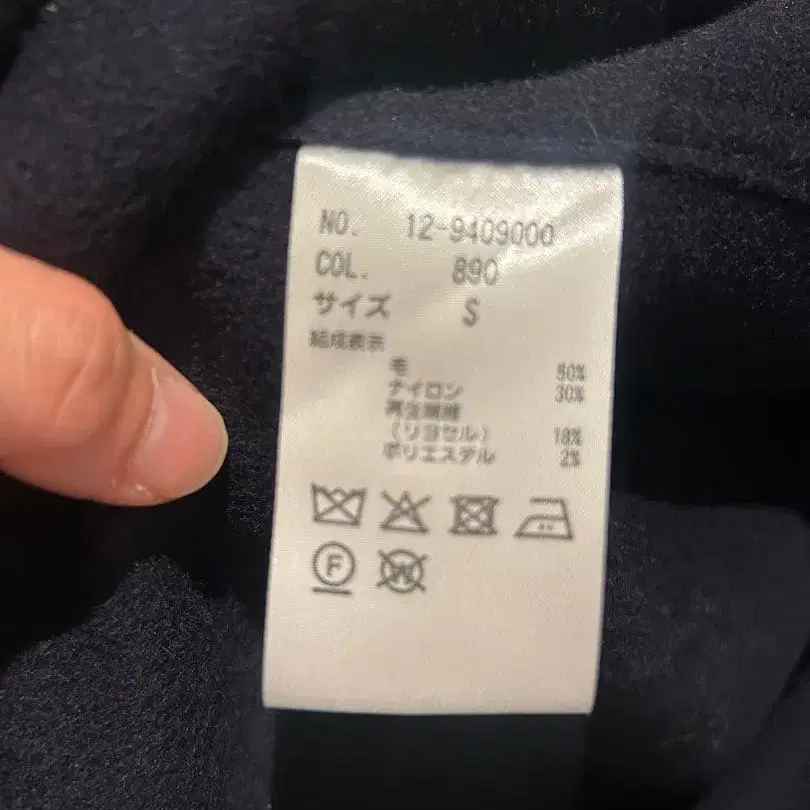 NO. 12-9409000
COL. 890
サイズ S
組成表示
毛 50%
ナイロン 30%
再生繊維
(リヨセル) 18%
ポリエステル 2%
F
W